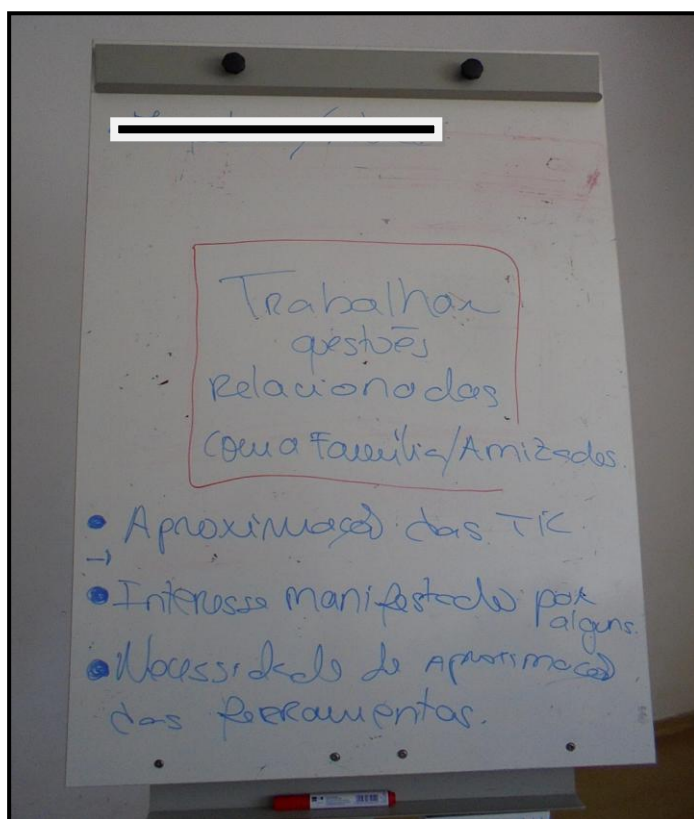 Trabalhar
questões
Relacionadas
com a Família/Amizades.
• Aproximação das TIC
→
• Interesse manifestado por
alguns.
• Necessidade de Aproximação
das ferramentas.